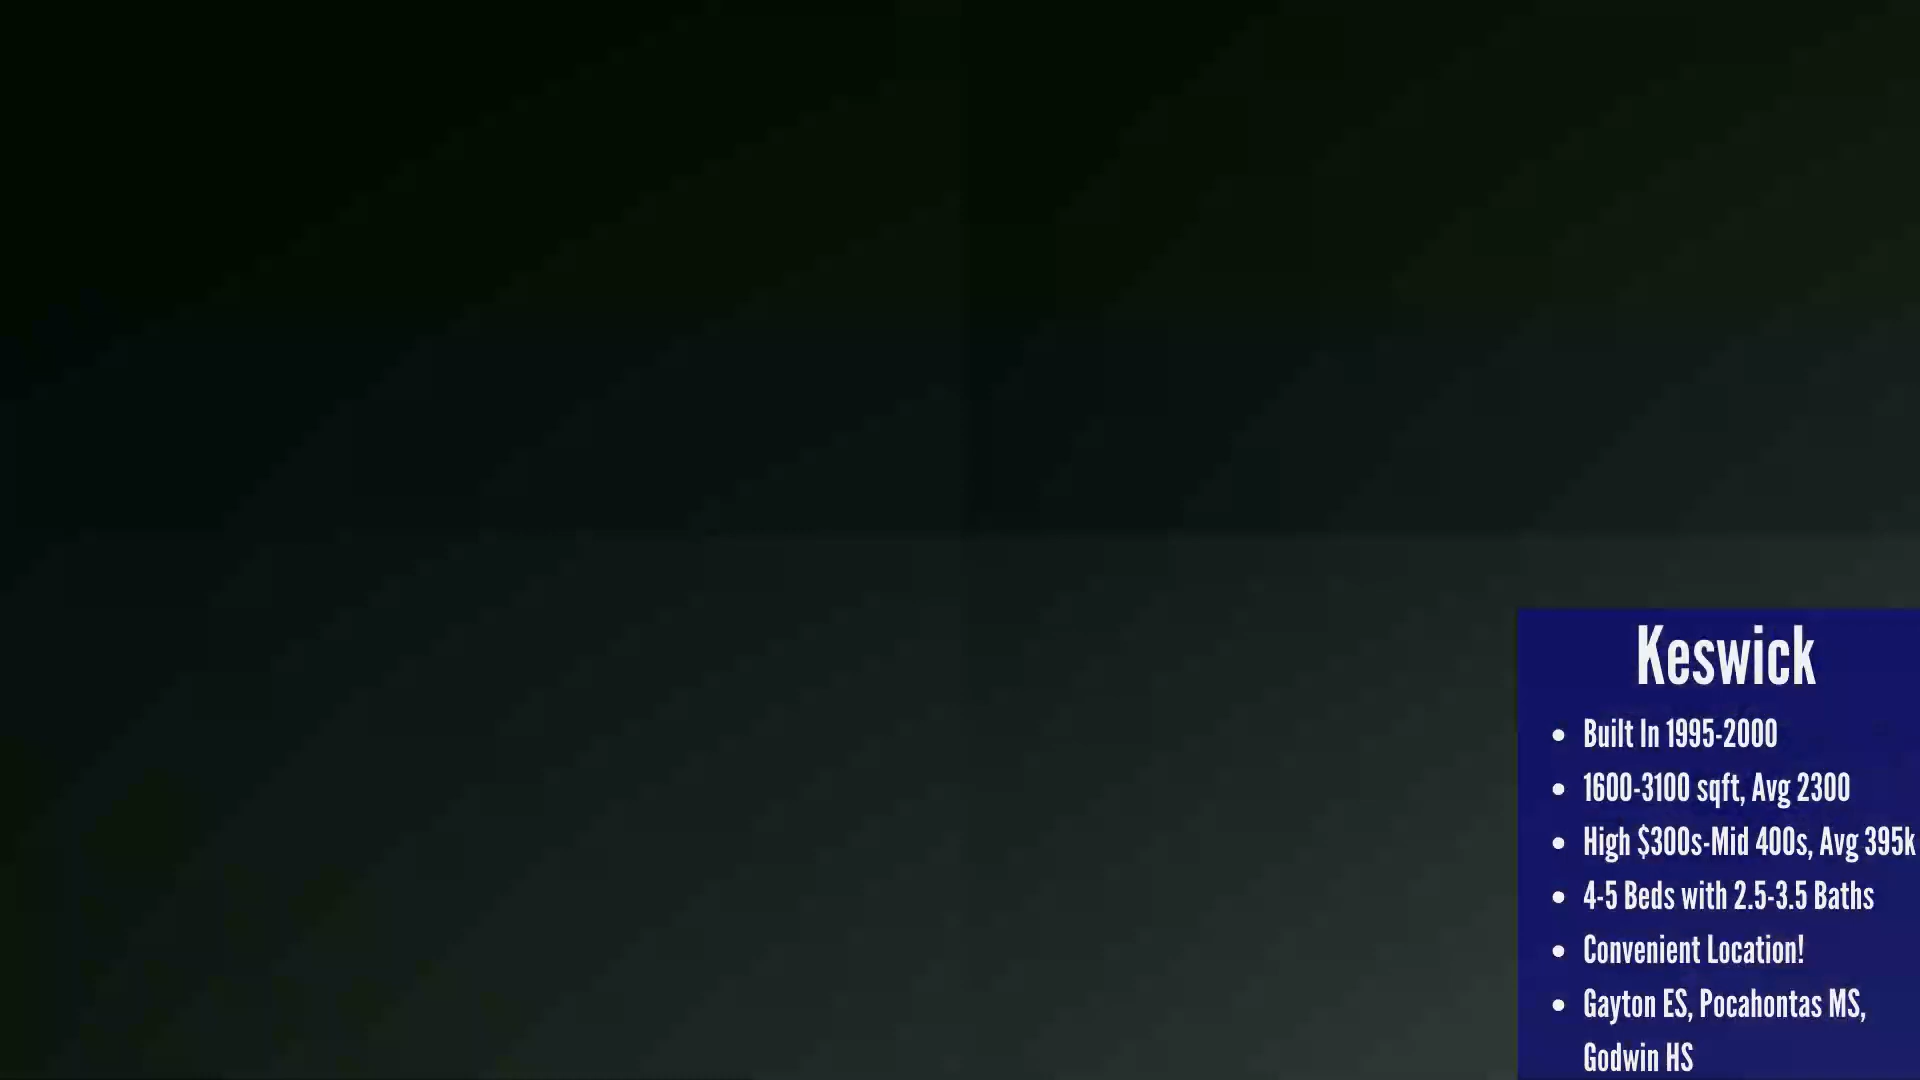 Keswick
• Built In 1995-2000
• 1600-3100 sqft, Avg 2300
• High $300s-Mid 400s, Avg 395k
• 4-5 Beds with 2.5-3.5 Baths
• Convenient Location!
• Gayton ES, Pocahontas MS,
Godwin HS